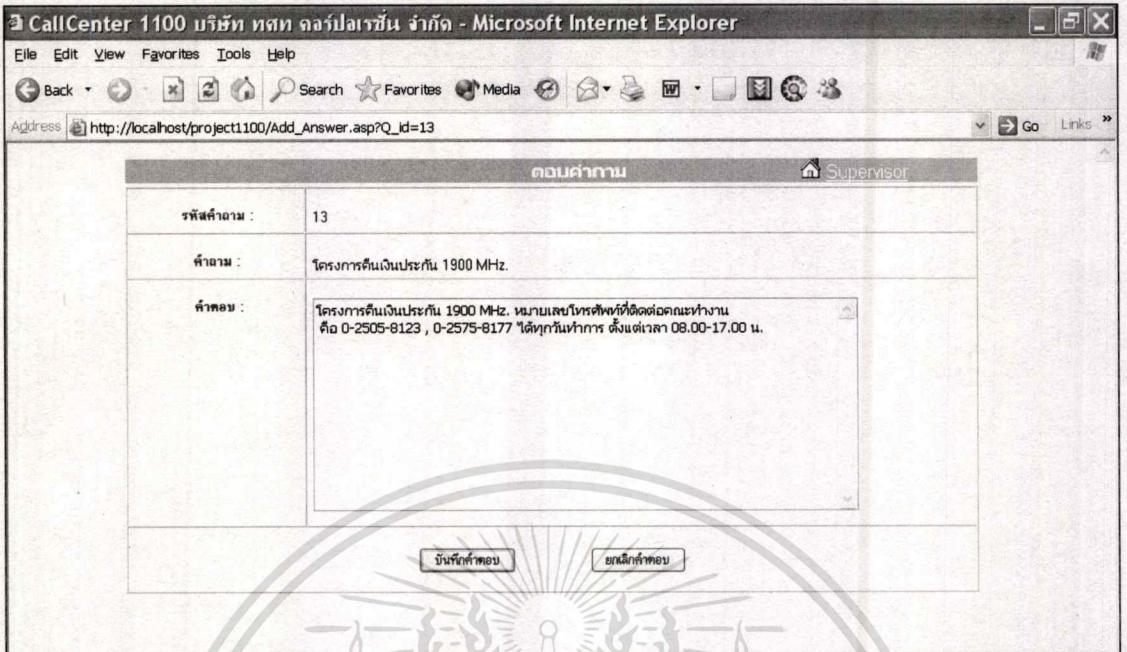 CallCenter 1100 บริษัท ทศท คอร์ปอเรชั่น จำกัด - Microsoft Internet Explorer
File Edit View Favorites Tools Help
Back Search Favorites Media
Address http://localhost/project1100/Add_Answer.asp?Q_id=13 Go Links »
ตอบคำถาม Supervisor
รหัสคำถาม : 13
คำถาม : โครงการคืนเงินประกัน 1900 MHz.
คำตอบ : โครงการคืนเงินประกัน 1900 MHz. หมายเลขโทรศัพท์ที่ติดต่อคณะทำงาน
คือ 0-2505-8123 , 0-2575-8177 ได้ทุกวันทำการ ตั้งแต่เวลา 08.00-17.00 น.
บันทึกคำตอบ ยกเลิกคำตอบ